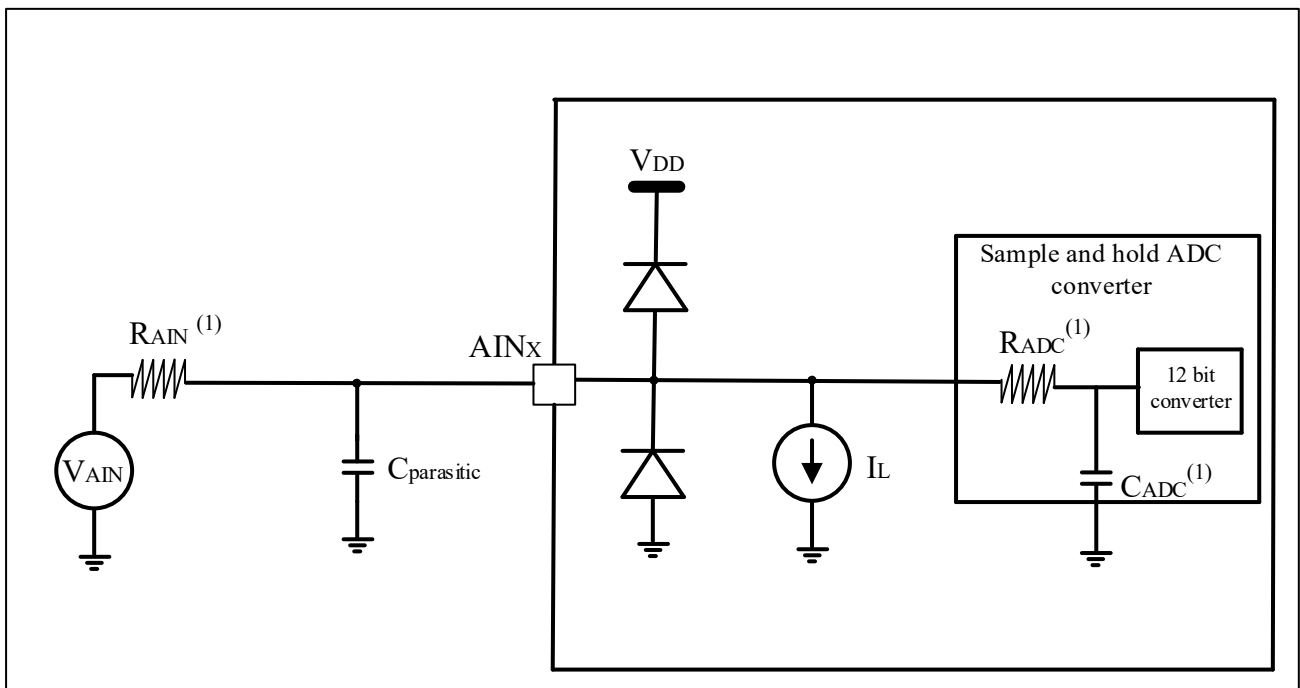 VDD
Sample and hold ADC
converter
RAIN (1)
AINX
RADC(1)
12 bit
converter
VAIN
Cparasitic
IL
CADC(1)